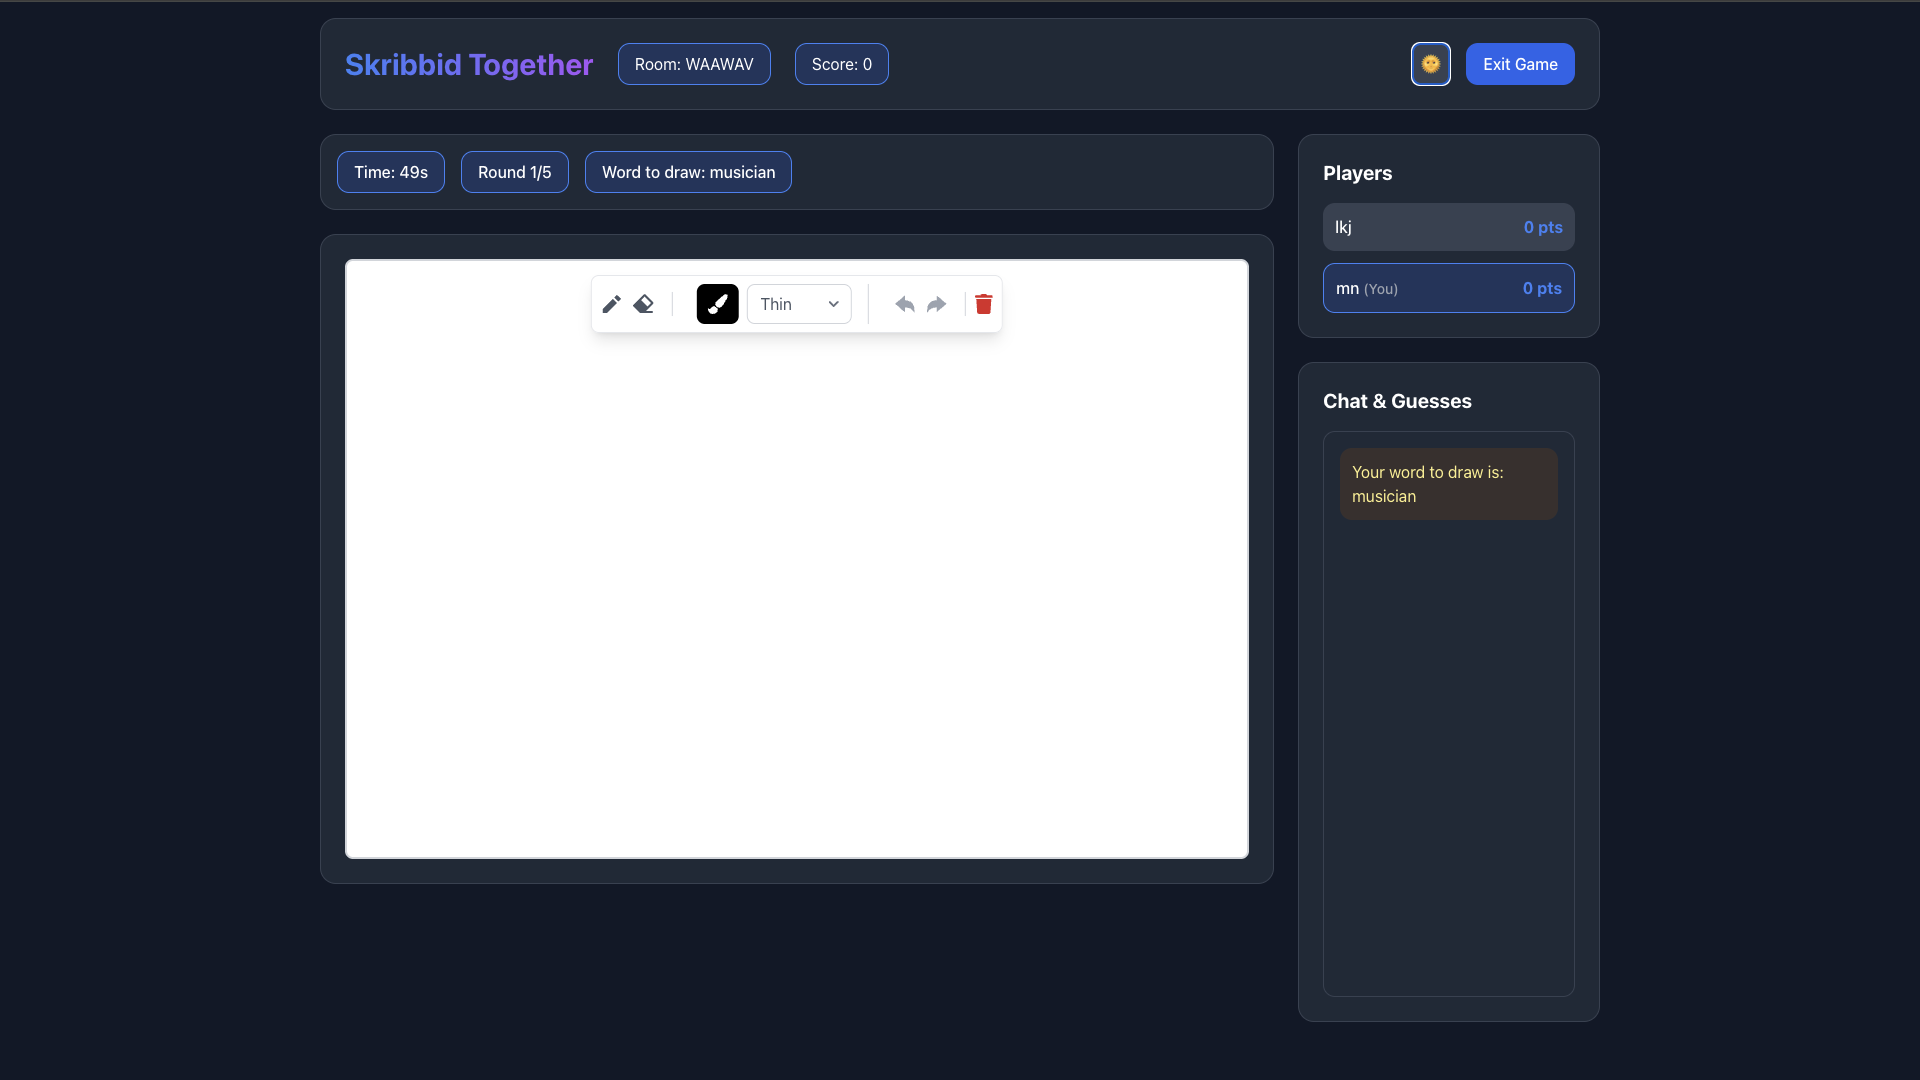 Skribbid Together
Room: WAAWAV
Score: 0
Exit Game
Time: 49s
Round 1/5
Word to draw: musician
Thin
Players
lkj
0 pts
mn (You)
0 pts
Chat & Guesses
Your word to draw is:
musician